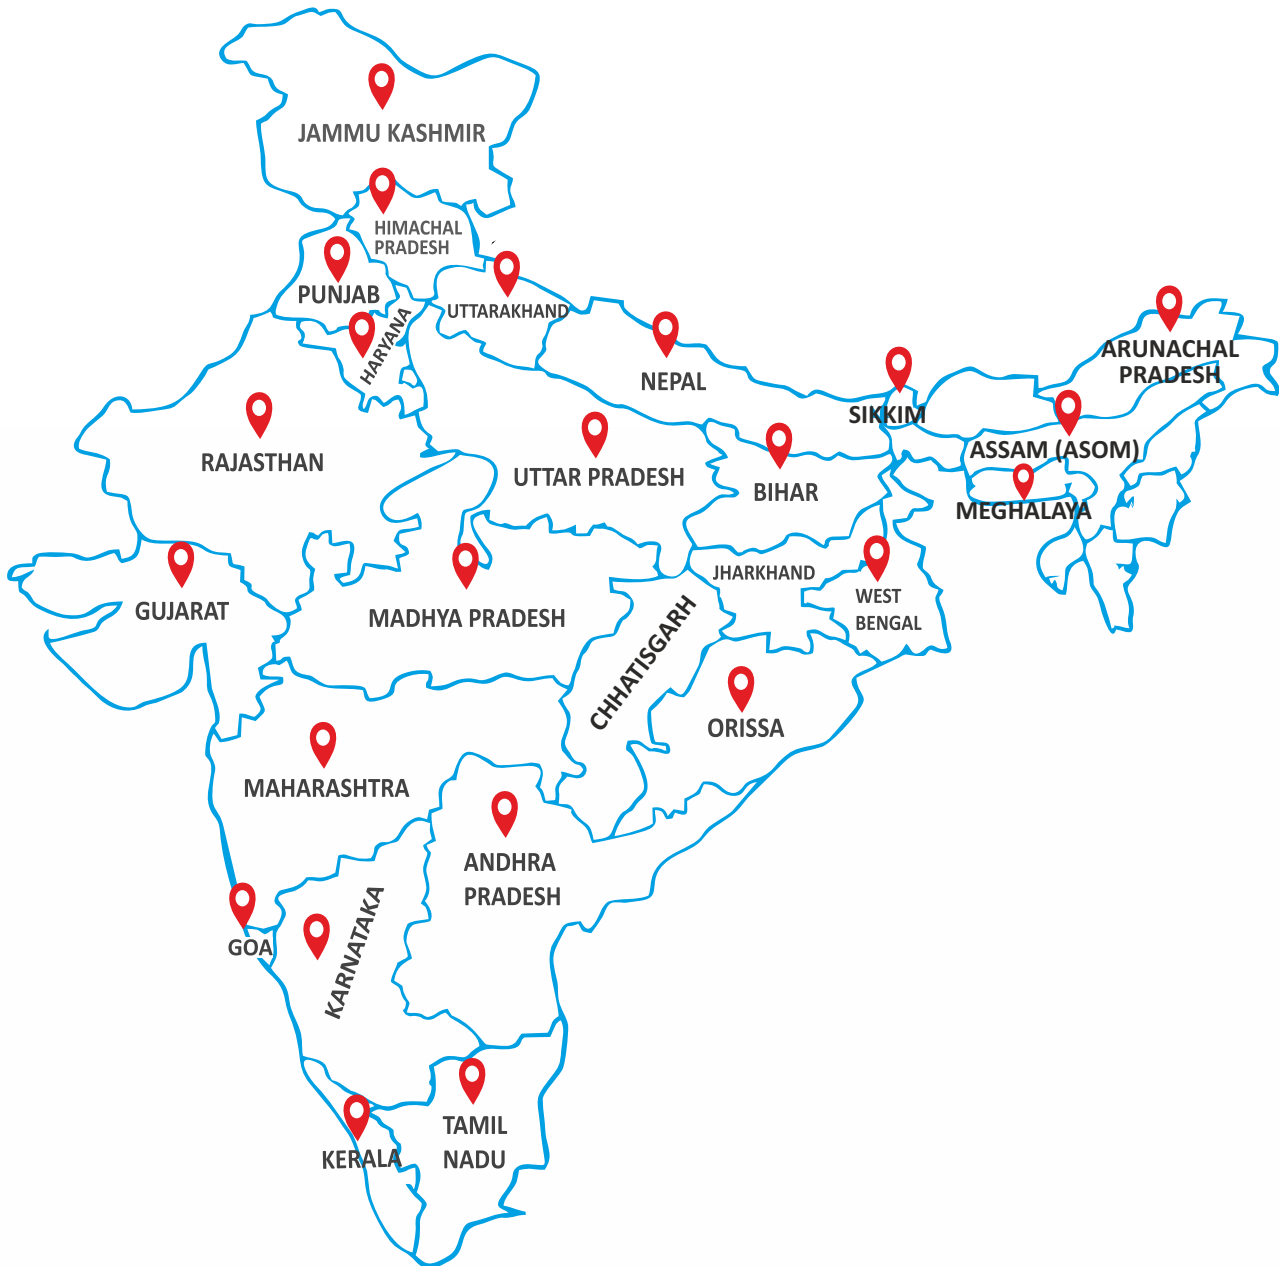 JAMMU KASHMIR
HIMACHAL
PRADESH
PUNJAB
HARYANA
UTTARAKHAND
NEPAL
ARUNACHAL
PRADESH
SIKKIM
ASSAM (ASOM)
RAJASTHAN
UTTAR PRADESH
BIHAR
MEGHALAYA
JHARKHAND
WEST
BENGAL
GUJARAT
MADHYA PRADESH
CHHATISGARH
ORISSA
MAHARASHTRA
ANDHRA
PRADESH
GOA
KARNATAKA
TAMIL
NADU
KERALA